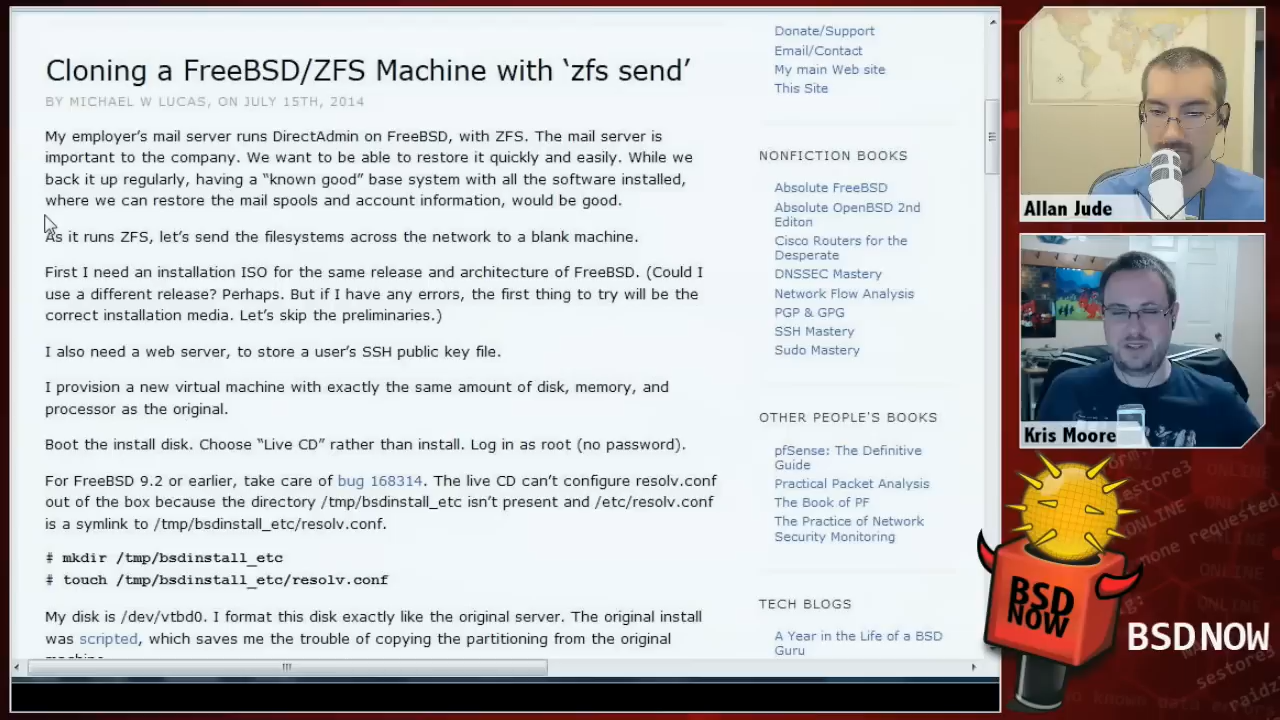 Cloning a FreeBSD/ZFS Machine with ‘zfs send’
BY MICHAEL W LUCAS, ON JULY 15TH, 2014
My employer’s mail server runs DirectAdmin on FreeBSD, with ZFS. The mail server is
important to the company. We want to be able to restore it quickly and easily. While we
back it up regularly, having a “known good” base system with all the software installed,
where we can restore the mail spools and account information, would be good.
As it runs ZFS, let’s send the filesystems across the network to a blank machine.
First I need an installation ISO for the same release and architecture of FreeBSD. (Could I
use a different release? Perhaps. But if I have any errors, the first thing to try will be the
correct installation media. Let’s skip the preliminaries.)
I also need a web server, to store a user’s SSH public key file.
I provision a new virtual machine with exactly the same amount of disk, memory, and
processor as the original.
Boot the install disk. Choose “Live CD” rather than install. Log in as root (no password).
For FreeBSD 9.2 or earlier, take care of bug 168314. The live CD can’t configure resolv.conf
out of the box because the directory /tmp/bsdinstall_etc isn’t present and /etc/resolv.conf
is a symlink to /tmp/bsdinstall_etc/resolv.conf.
# mkdir /tmp/bsdinstall_etc
# touch /tmp/bsdinstall_etc/resolv.conf
My disk is /dev/vtbd0. I format this disk exactly like the original server. The original install
was scripted, which saves me the trouble of copying the partitioning from the original
machine.
Donate/Support
Email/Contact
My main Web site
This Site
NONFICTION BOOKS
Absolute FreeBSD
Absolute OpenBSD 2nd
Editon
Cisco Routers for the
Desperate
DNSSEC Mastery
Network Flow Analysis
PGP & GPG
SSH Mastery
Sudo Mastery
OTHER PEOPLE'S BOOKS
pfSense: The Definitive
Guide
Practical Packet Analysis
The Book of PF
The Practice of Network
Security Monitoring
TECH BLOGS
A Year in the Life of a BSD
Guru
Allan Jude
Kris Moore
BSD
NOW
BSD NOW